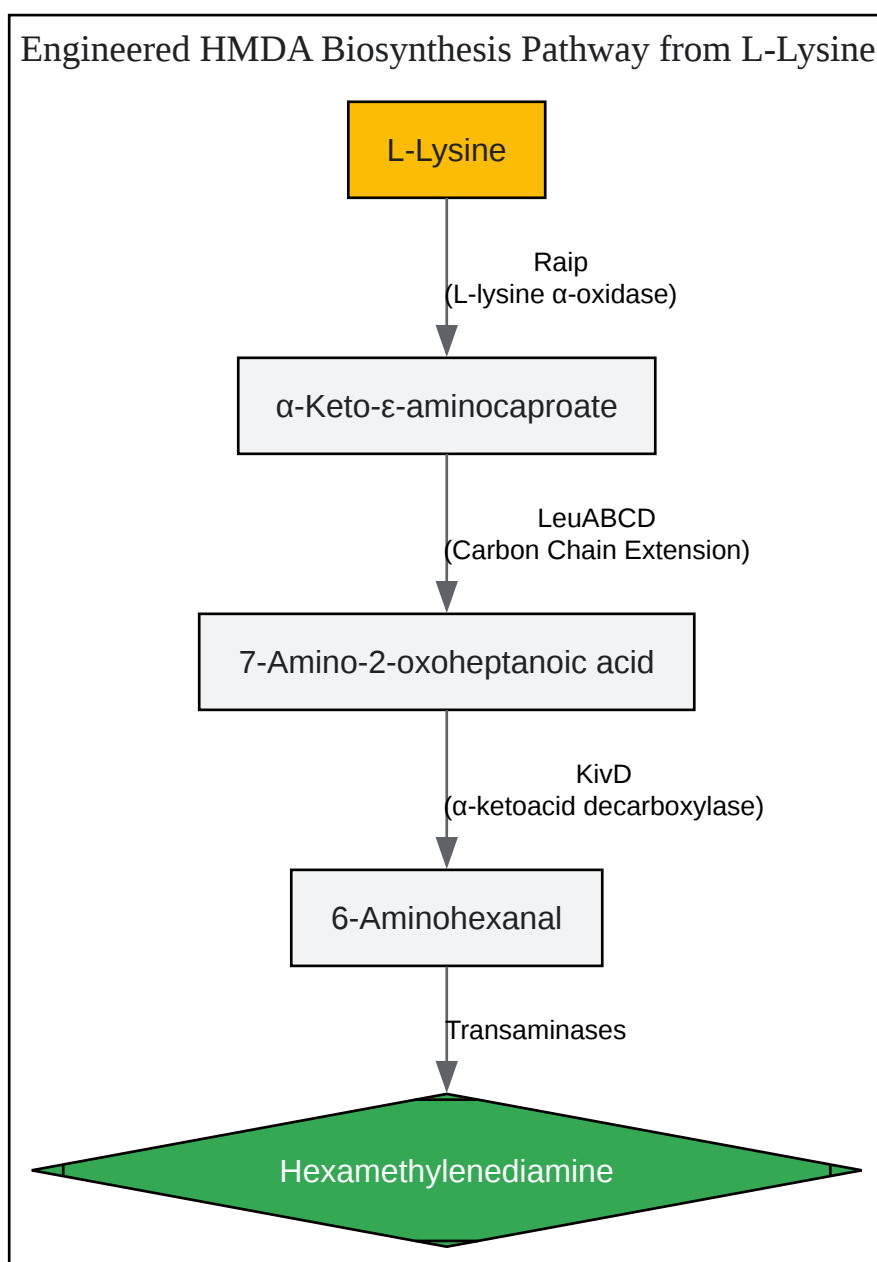 Engineered HMDA Biosynthesis Pathway from L-Lysine
L-Lysine
Raip
(L-lysine α-oxidase)
α-Keto-ε-aminocaproate
LeuABCD
(Carbon Chain Extension)
7-Amino-2-oxoheptanoic acid
KivD
(α-ketoacid decarboxylase)
6-Aminohexanal
Transaminases
Hexamethylenediamine